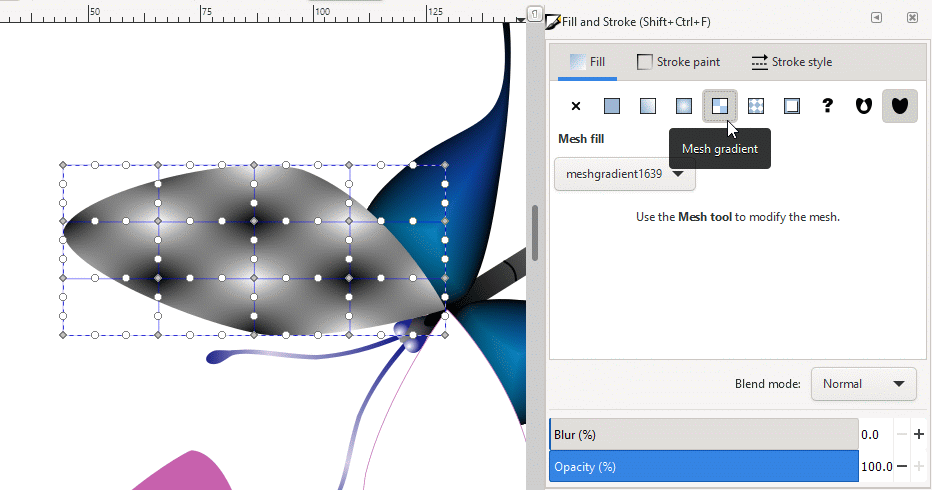 50
75
100
125
Fill and Stroke (Shift+Ctrl+F)
Fill
Stroke paint
Stroke style
?
Mesh fill
Mesh gradient
meshgradient1639
Use the Mesh tool to modify the mesh.
Blend mode:
Normal
Blur (%)
0.0
Opacity (%)
100.0